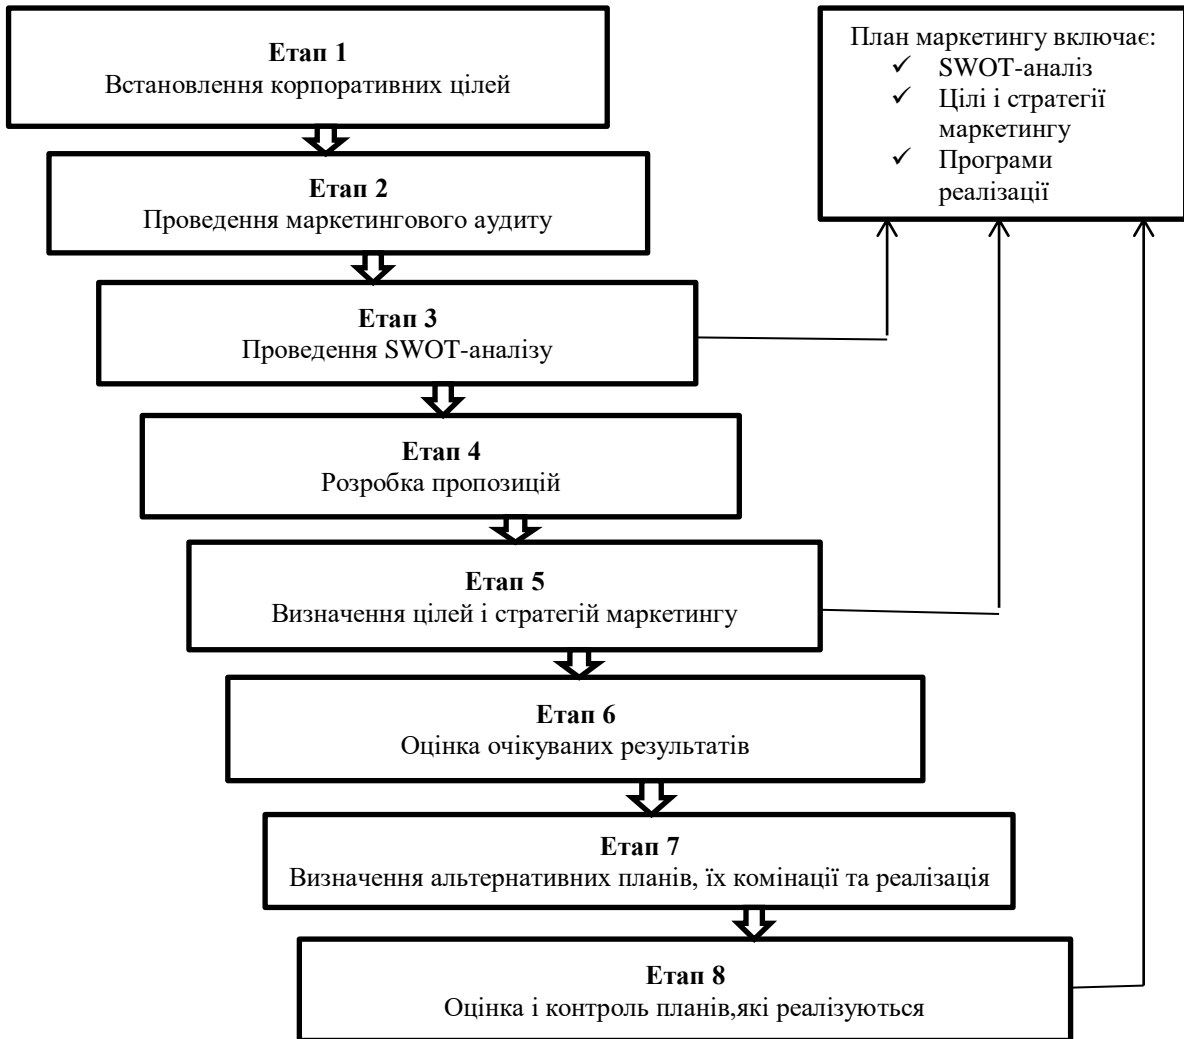 Етап 1
Встановлення корпоративних цілей
План маркетингу включає:
✓ SWOT-аналіз
✓ Цілі і стратегії
маркетингу
✓ Програми
реалізації
Етап 2
Проведення маркетингового аудиту
Етап 3
Проведення SWOT-аналізу
Етап 4
Розробка пропозицій
Етап 5
Визначення цілей і стратегій маркетингу
Етап 6
Оцінка очікуваних результатів
Етап 7
Визначення альтернативних планів, їх комінації та реалізація
Етап 8
Оцінка і контроль планів,які реалізуються